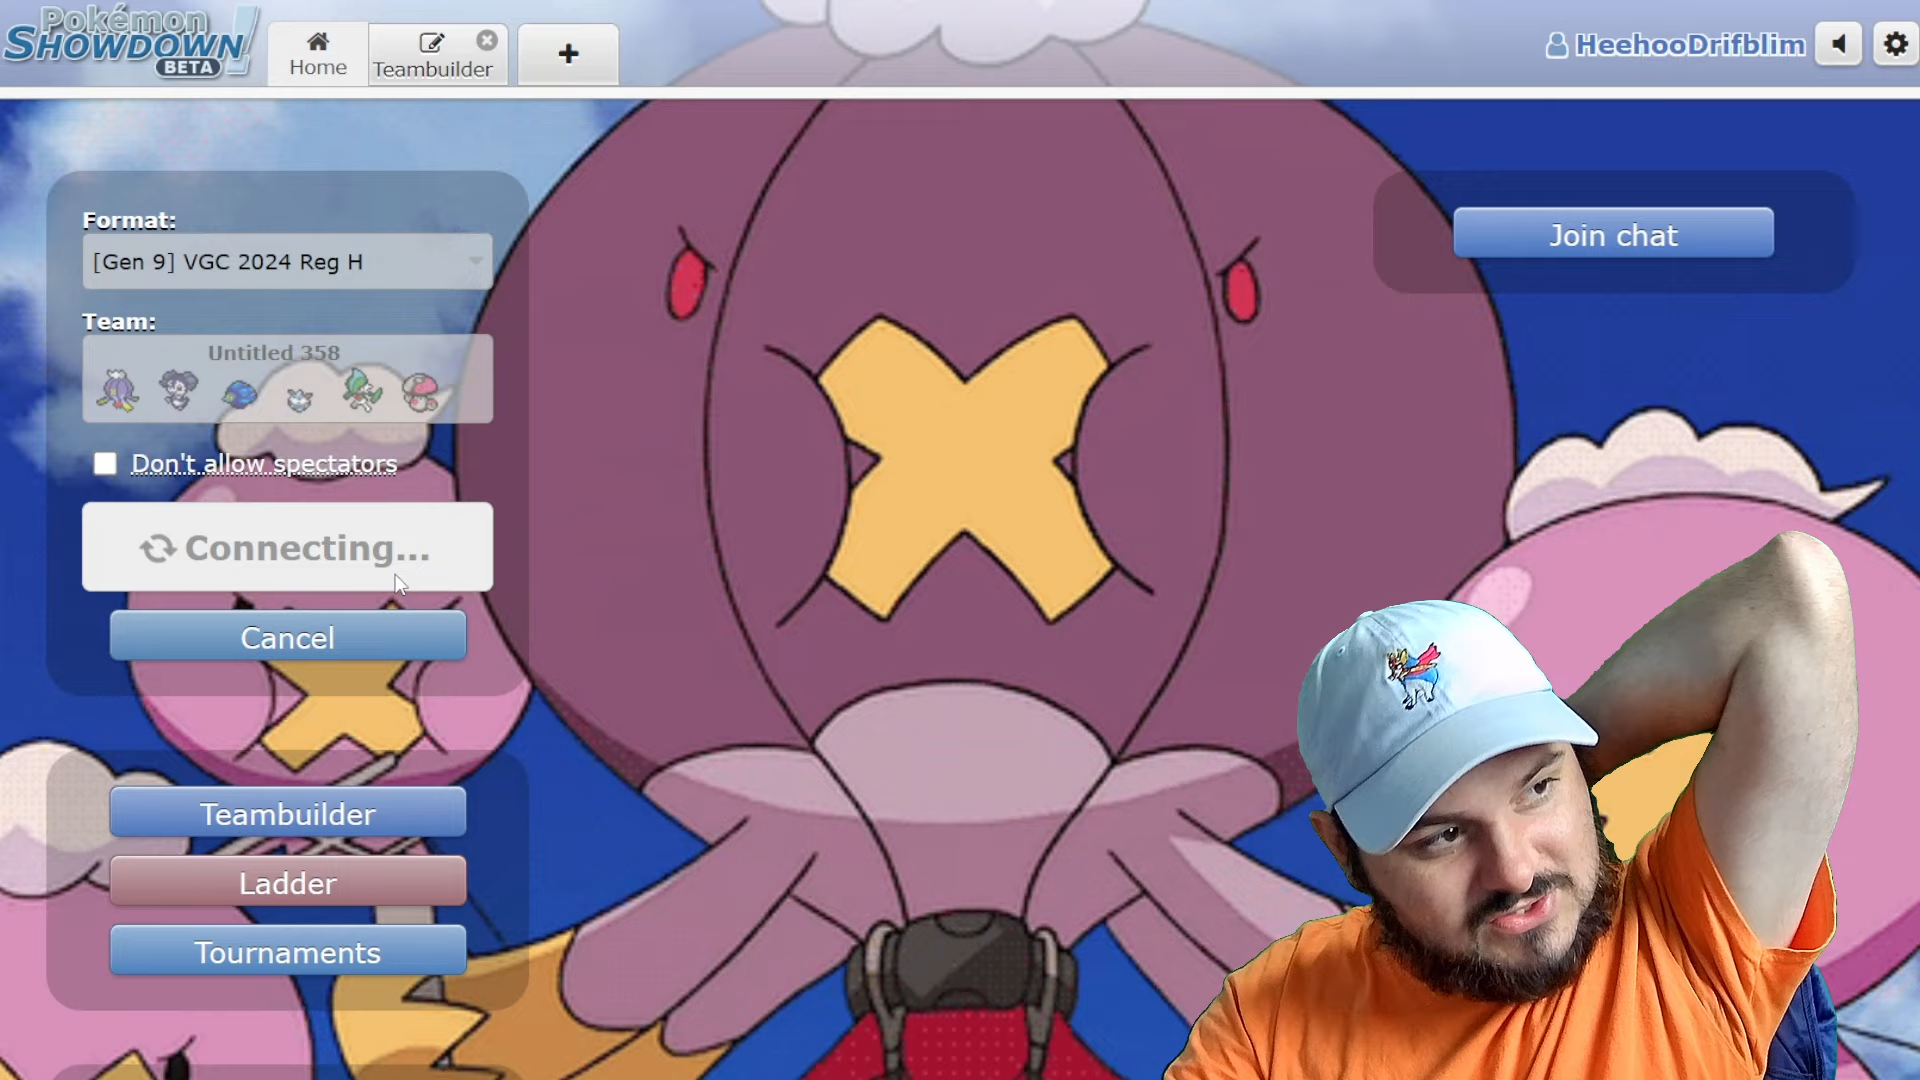 Pokémon
SHOWDOWN!
BETA
Home
Teambuilder
+
HeehooDrifblim
Format:
[Gen 9] VGC 2024 Reg H
Team:
Untitled 358
Don't allow spectators
Connecting...
Cancel
Teambuilder
Ladder
Tournaments
Join chat